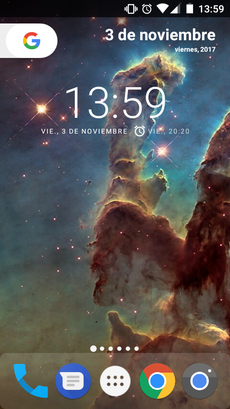 13:59
3 de noviembre
viernes, 2017
13:59
VIE., 3 DE NOVIEMBRE VIE., 20:20